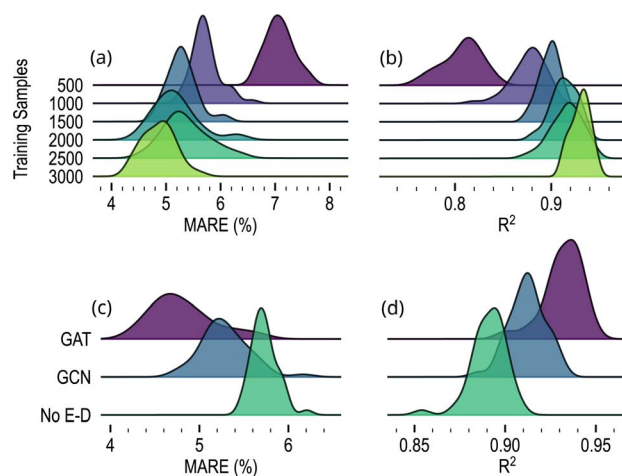 (a)
(b)
Training Samples
500
1000
1500
2000
2500
3000
4 5 6 7 8
0.8 0.9
MARE (%)
R²
(c)
(d)
GAT
GCN
No E-D
4 5 6
0.85 0.90 0.95
MARE (%)
R²